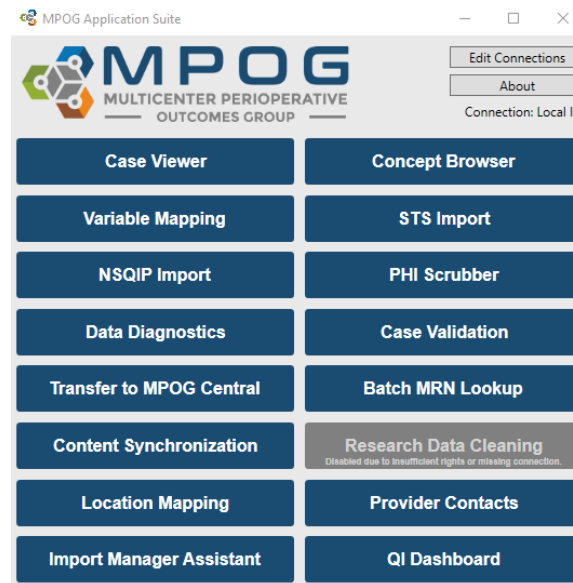 MPOG Application Suite
MPOG
MULTICENTER PERIOPERATIVE
OUTCOMES GROUP
Edit Connections
About
Connection: Local
Case Viewer
Concept Browser
Variable Mapping
STS Import
NSQIP Import
PHI Scrubber
Data Diagnostics
Case Validation
Transfer to MPOG Central
Batch MRN Lookup
Content Synchronization
Research Data Cleaning
Disabled due to insufficient rights or missing connection.
Location Mapping
Provider Contacts
Import Manager Assistant
QI Dashboard